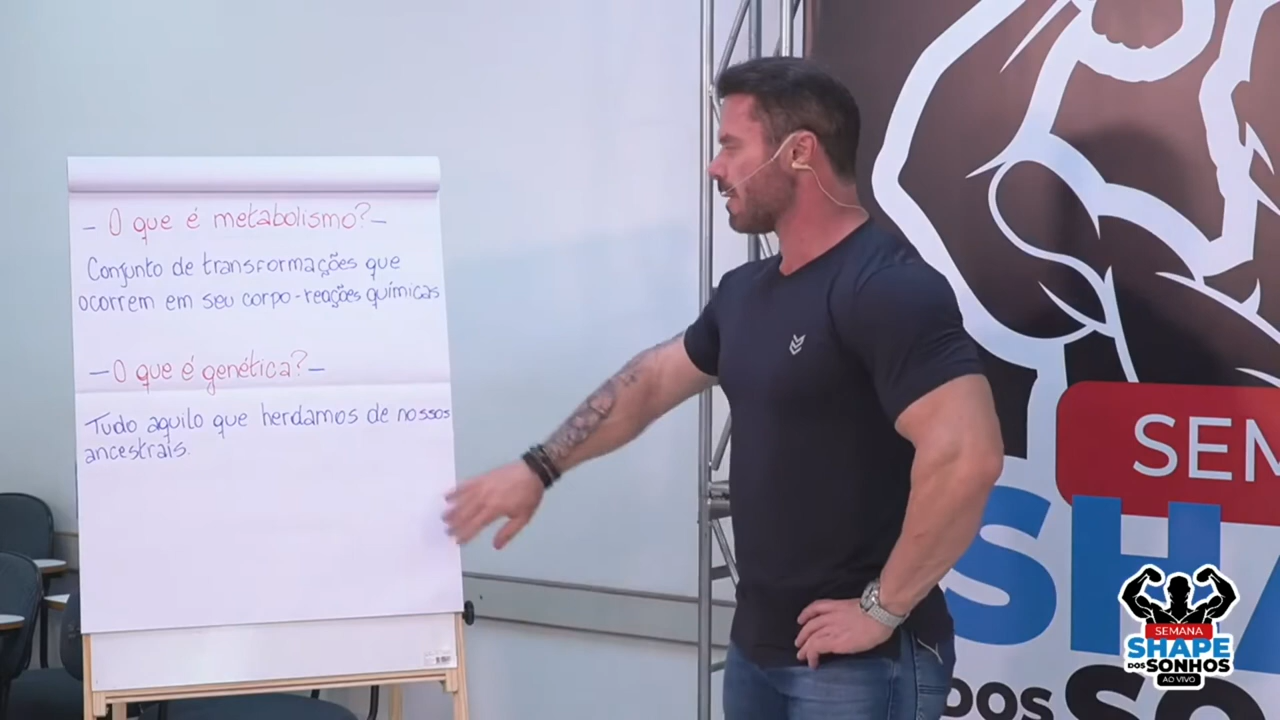 - O que é metabolismo? -
Conjunto de transformações que
ocorrem em seu corpo - reações químicas
- O que é genética? -
Tudo aquilo que herdamos de nossos
ancestrais.
SEM
SHA
DOS SO
SEMANA
SHAPE
DOS SONHOS
AO VIVO